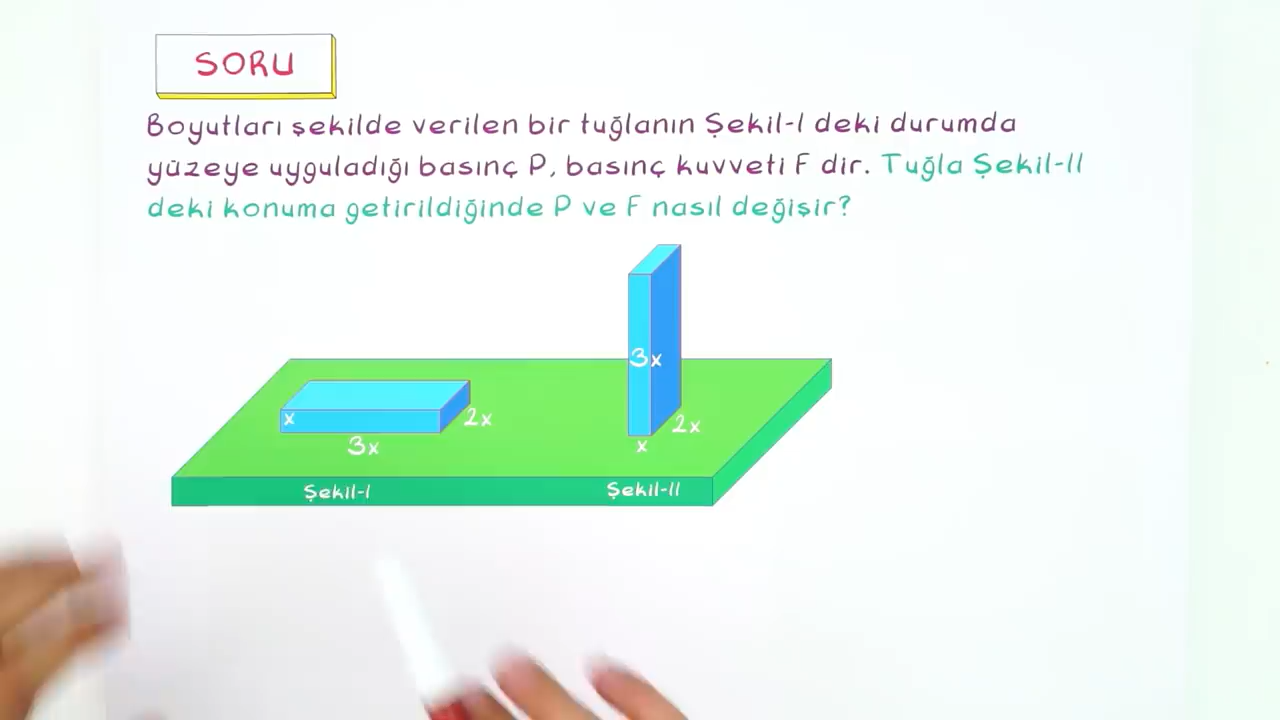 SORU
Boyutları şekilde verilen bir tuğlanın Şekil-I deki durumda
yüzeye uyguladığı basınç P, basınç kuvveti F dir. Tuğla Şekil-II
deki konuma getirildiğinde P ve F nasıl değişir?
3x
x
2x
3x
2x
x
Şekil-I
Şekil-II